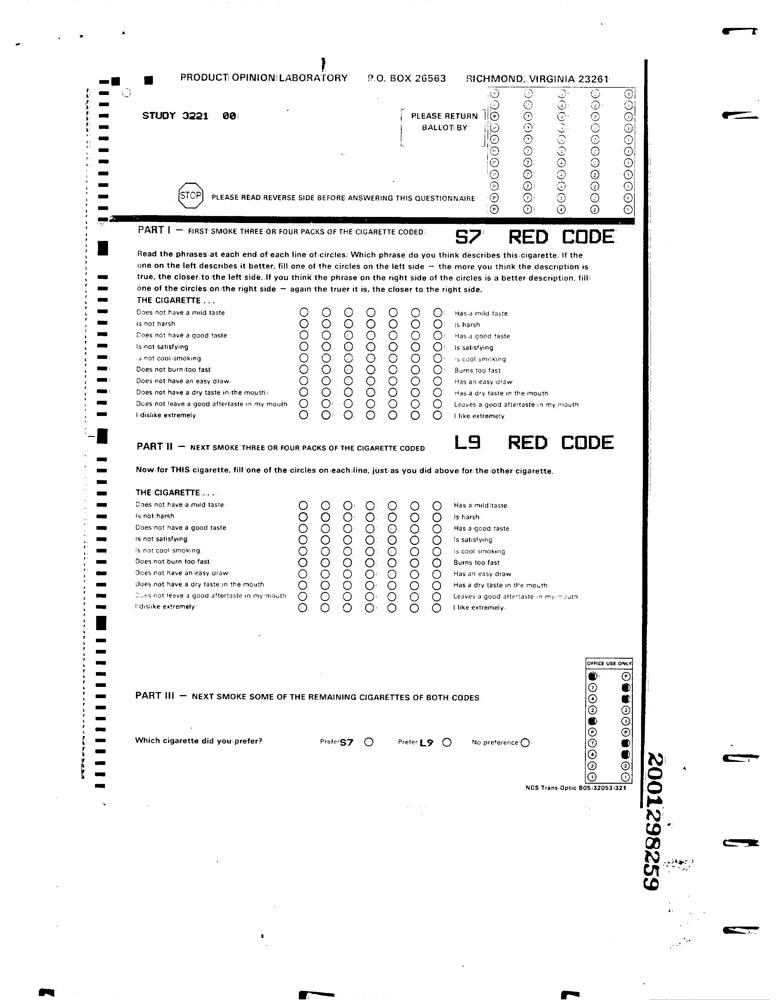 PRODUCT OPINION LABORATORY P.O. BOX 26563 RICHMOND, VIRGINIA 23261
STUDY 3221 00
PLEASE RETURN
BALLOT BY
STOP PLEASE READ REVERSE SIDE BEFORE ANSWERING THIS QUESTIONNAIRE
PART I — FIRST SMOKE THREE OR FOUR PACKS OF THE CIGARETTE CODED S7 RED CODE
Read the phrases at each end of each line of circles. Which phrase do you think describes this cigarette. If the
one on the left describes it better, fill one of the circles on the left side — the more you think the description is
true, the closer to the left side. If you think the phrase on the right side of the circles is a better description, fill
one of the circles on the right side — again the truer it is, the closer to the right side.
THE CIGARETTE . . .
Does not have a mild taste Has a mild taste
Is not harsh Is harsh
Does not have a good taste Has a good taste
Is not satisfying Is satisfying
Is not cool smoking Is cool smoking
Does not burn too fast Burns too fast
Does not have an easy draw Has an easy draw
Does not have a dry taste in the mouth Has a dry taste in the mouth
Does not leave a good aftertaste in my mouth Leaves a good aftertaste in my mouth
I dislike extremely I like extremely
PART II — NEXT SMOKE THREE OR FOUR PACKS OF THE CIGARETTE CODED L9 RED CODE
Now for THIS cigarette, fill one of the circles on each line, just as you did above for the other cigarette.
THE CIGARETTE . . .
Does not have a mild taste Has a mild taste
Is not harsh Is harsh
Does not have a good taste Has a good taste
Is not satisfying Is satisfying
Is not cool smoking Is cool smoking
Does not burn too fast Burns too fast
Does not have an easy draw Has an easy draw
Does not have a dry taste in the mouth Has a dry taste in the mouth
Does not leave a good aftertaste in my mouth Leaves a good aftertaste in my mouth
I dislike extremely I like extremely
OFFICE USE ONLY
PART III — NEXT SMOKE SOME OF THE REMAINING CIGARETTES OF BOTH CODES
Which cigarette did you prefer? Prefer S7 Prefer L9 No preference
NCS Trans-Optic B05-32053-321
2001298259